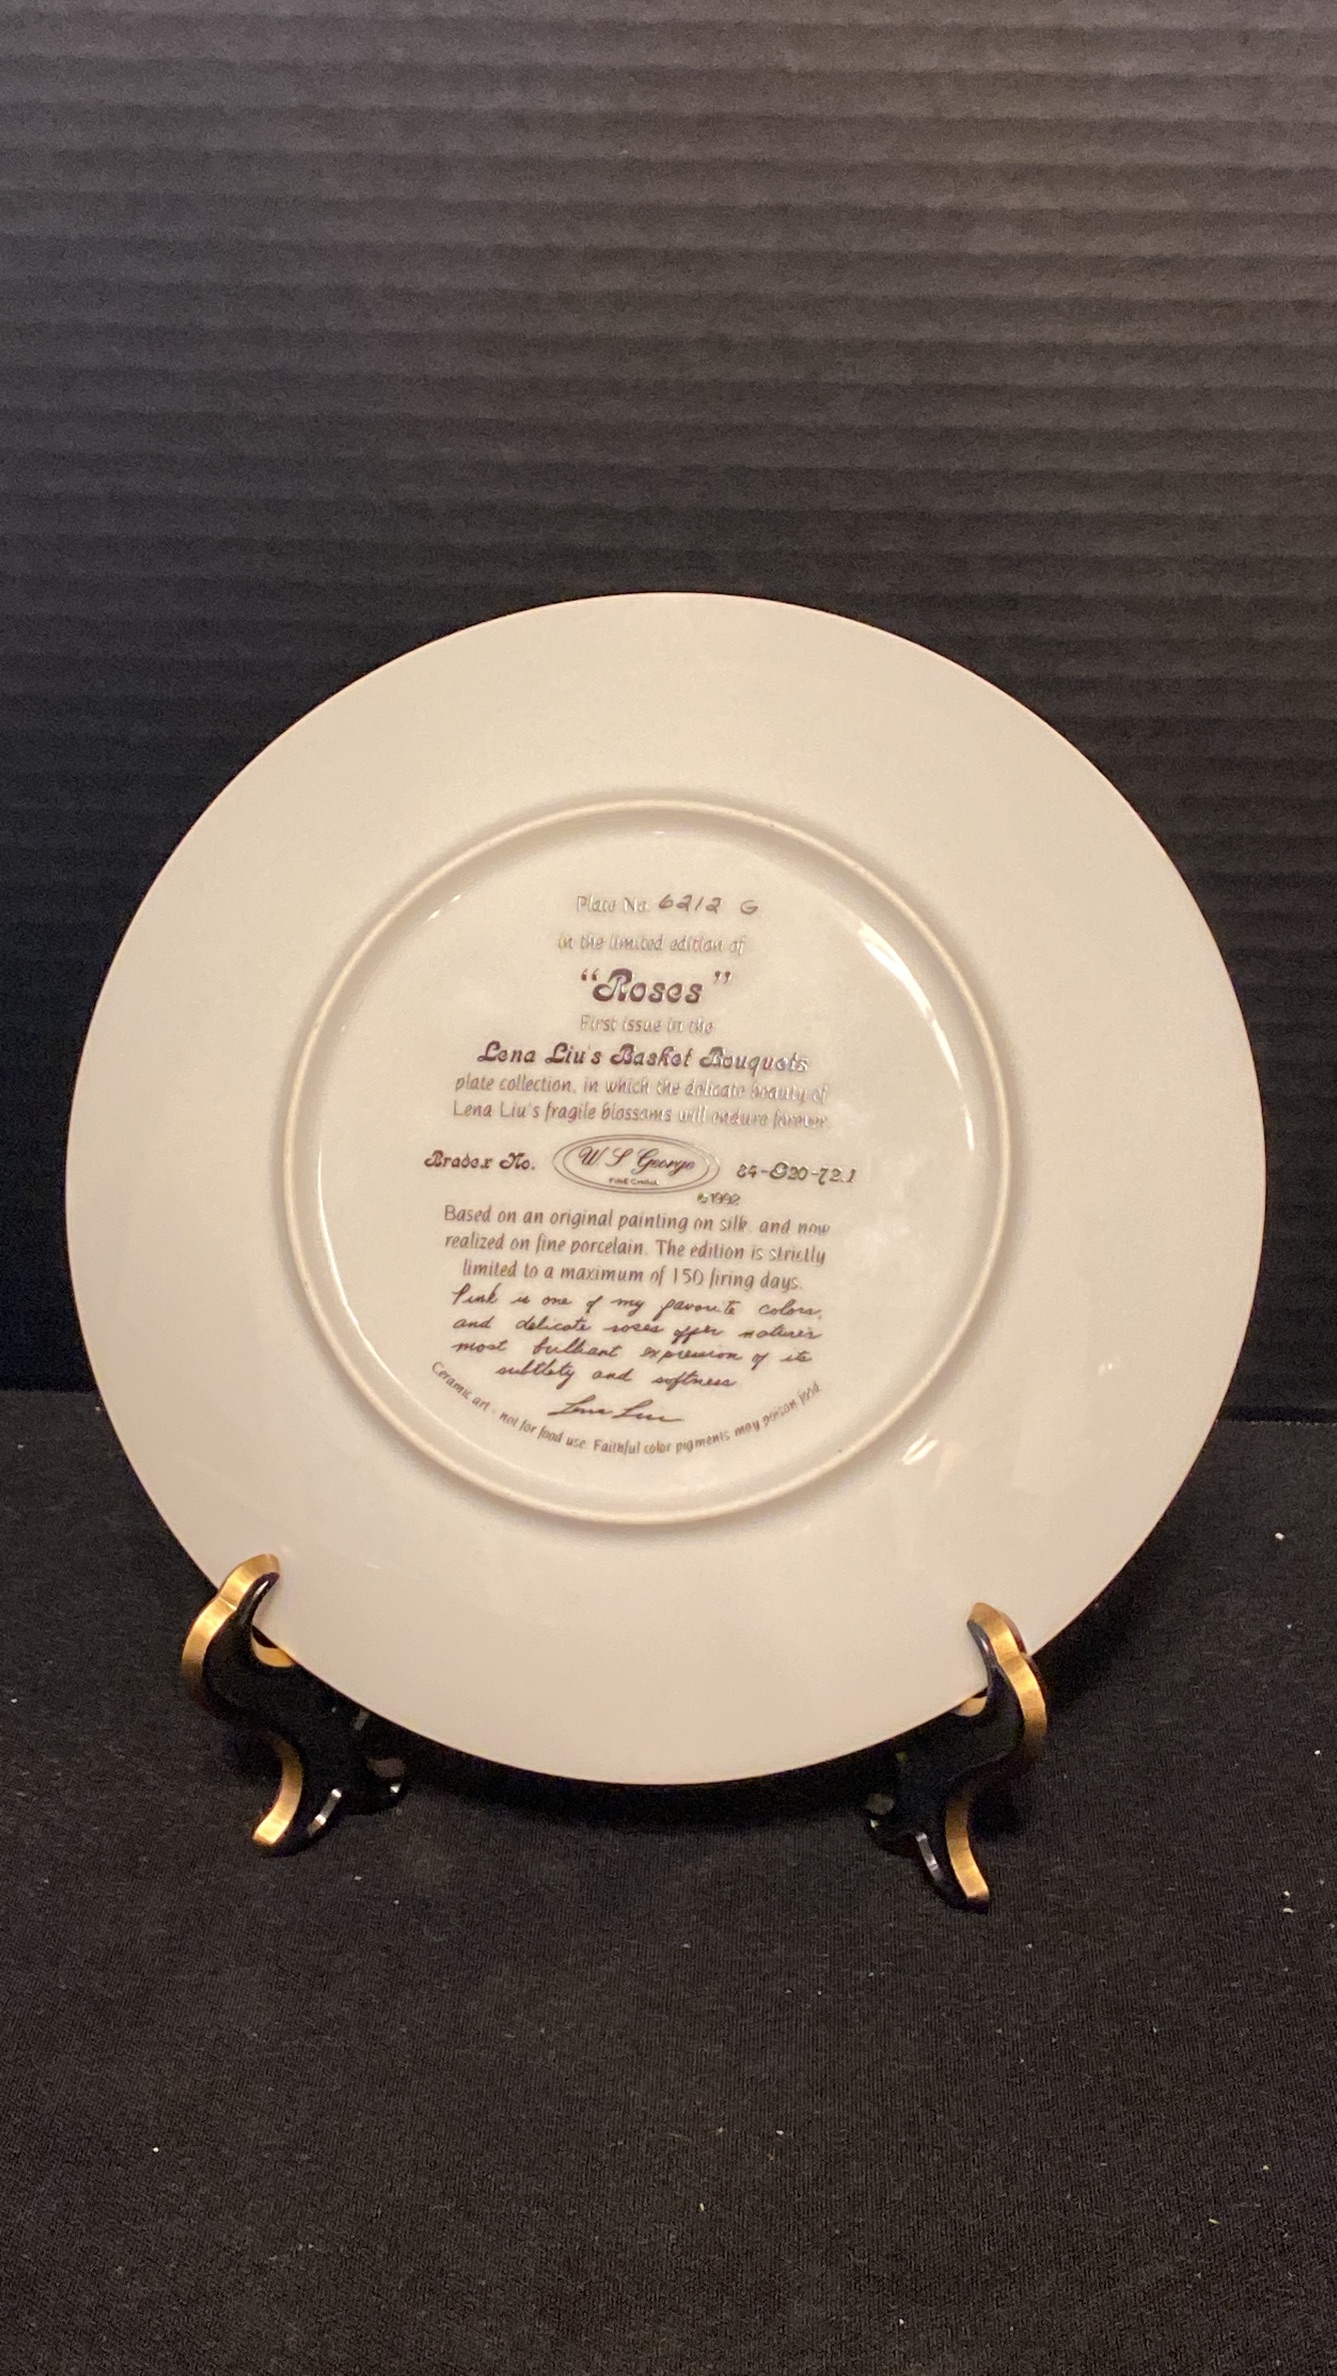 Plate No. 6212 G
in the limited edition of
“Roses”
First issue in the
Lena Liu's Basket Bouquets
plate collection, in which the delicate beauty of
Lena Liu's fragile blossoms will endure forever.
Bradex No. W S George 84-G20-72.1
FINE CHINA
©1992
Based on an original painting on silk, and now
realized on fine porcelain. The edition is strictly
limited to a maximum of 150 firing days.
Pink is one of my favorite colors,
and delicate roses offer nature's
most brilliant expression of its
subtlety and softness
Lena Liu
Ceramic art - not for food use. Faithful color pigments may poison food.